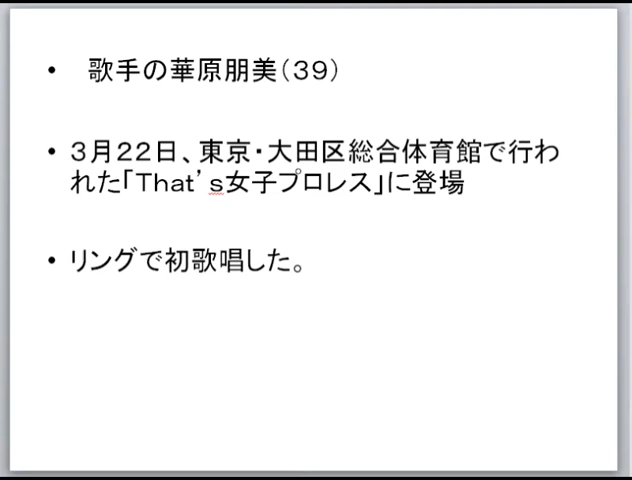 • 歌手の華原朋美(39)
• 3月22日、東京・大田区総合体育館で行わ
れた「That's女子プロレス」に登場
• リングで初歌唱した。